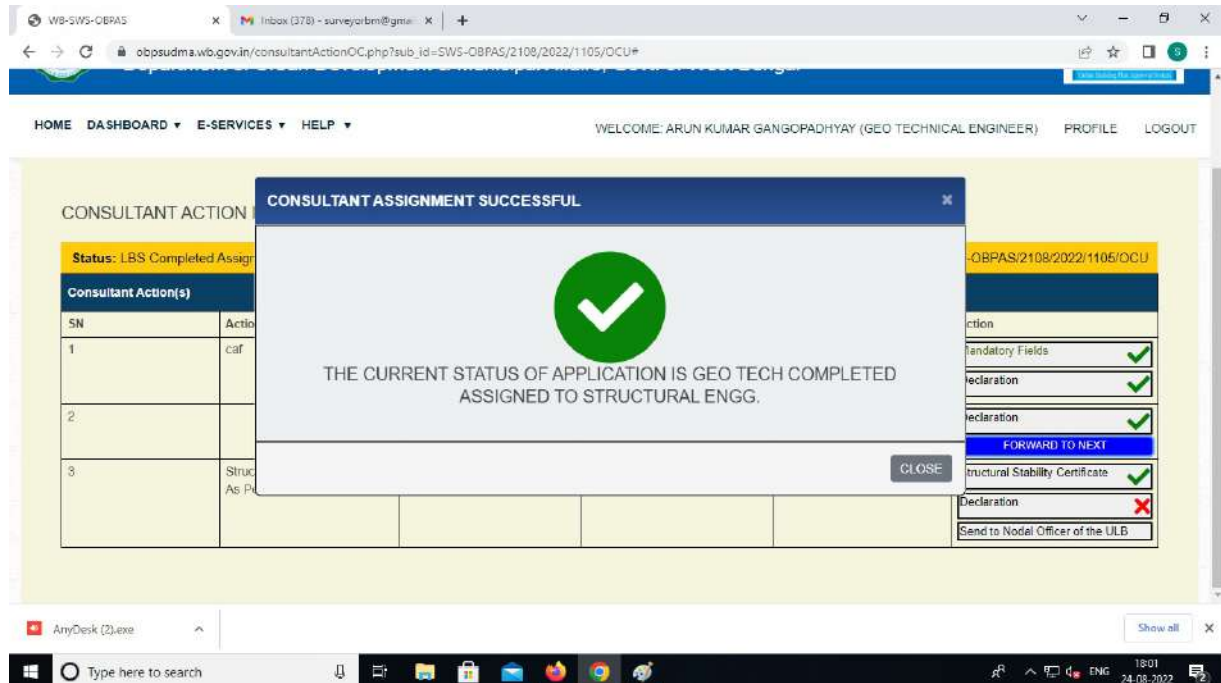 WB-SWS-OBPAS
Inbox (378) - surveyorbm@gmai
obpsudma.wb.gov.in/consultantActionOC.php?sub_id=SWS-OBPAS/2108/2022/1105/OCU#
HOME DASHBOARD E-SERVICES HELP WELCOME: ARUN KUMAR GANGOPADHYAY (GEO TECHNICAL ENGINEER) PROFILE LOGOUT
CONSULTANT ACTION
CONSULTANT ASSIGNMENT SUCCESSFUL
Status: LBS Completed Assign
-OBPAS/2108/2022/1105/OCU
Consultant Action(s)
SN Actio ction
1 caf
Mandatory Fields
Declaration
THE CURRENT STATUS OF APPLICATION IS GEO TECH COMPLETED
ASSIGNED TO STRUCTURAL ENGG.
2
Declaration
FORWARD TO NEXT
CLOSE
3 Struc
As Pe
tructural Stability Certificate
Declaration
Send to Nodal Officer of the ULB
AnyDesk (2).exe
Show all
Type here to search
ENG
18:01
24-08-2022